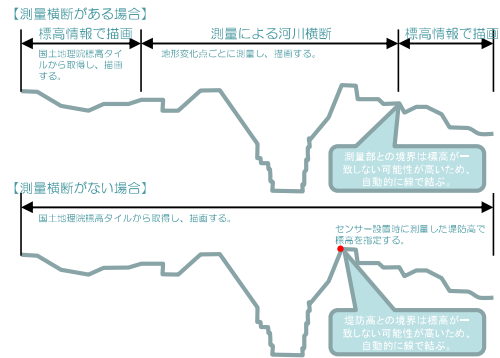 【測量横断がある場合】
標高情報で描画
測量による河川横断
標高情報で描画
国土地理院標高タイ
ルから取得し、描画
する。
地形変化点ごとに測量し、描画する。
測量部との境界は標高が一
致しない可能性が高いため、
自動的に線で結ぶ。
【測量横断がない場合】
国土地理院標高タイルから取得し、描画する。
センサー設置時に測量した堤防高で
標高を指定する。
堤防高との境界は標高が一
致しない可能性が高いため、
自動的に線で結ぶ。